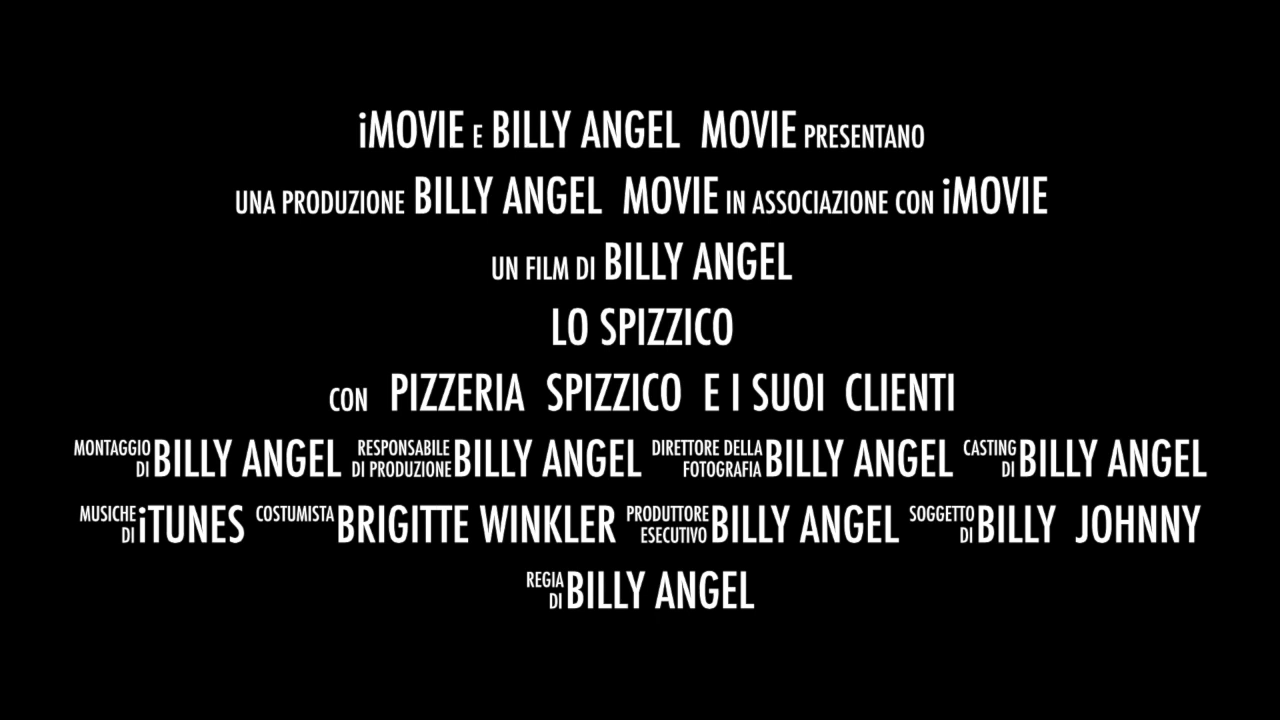 iMOVIE E BILLY ANGEL MOVIE PRESENTANO
UNA PRODUZIONE BILLY ANGEL MOVIE IN ASSOCIAZIONE CON iMOVIE
UN FILM DI BILLY ANGEL
LO SPIZZICO
CON PIZZERIA SPIZZICO E I SUOI CLIENTI
MONTAGGIO DI BILLY ANGEL RESPONSABILE DI PRODUZIONE BILLY ANGEL DIRETTORE DELLA FOTOGRAFIA BILLY ANGEL CASTING DI BILLY ANGEL
MUSICHE DI iTUNES COSTUMISTA BRIGITTE WINKLER PRODUTTORE ESECUTIVO BILLY ANGEL SOGGETTO DI BILLY JOHNNY
REGIA DI BILLY ANGEL